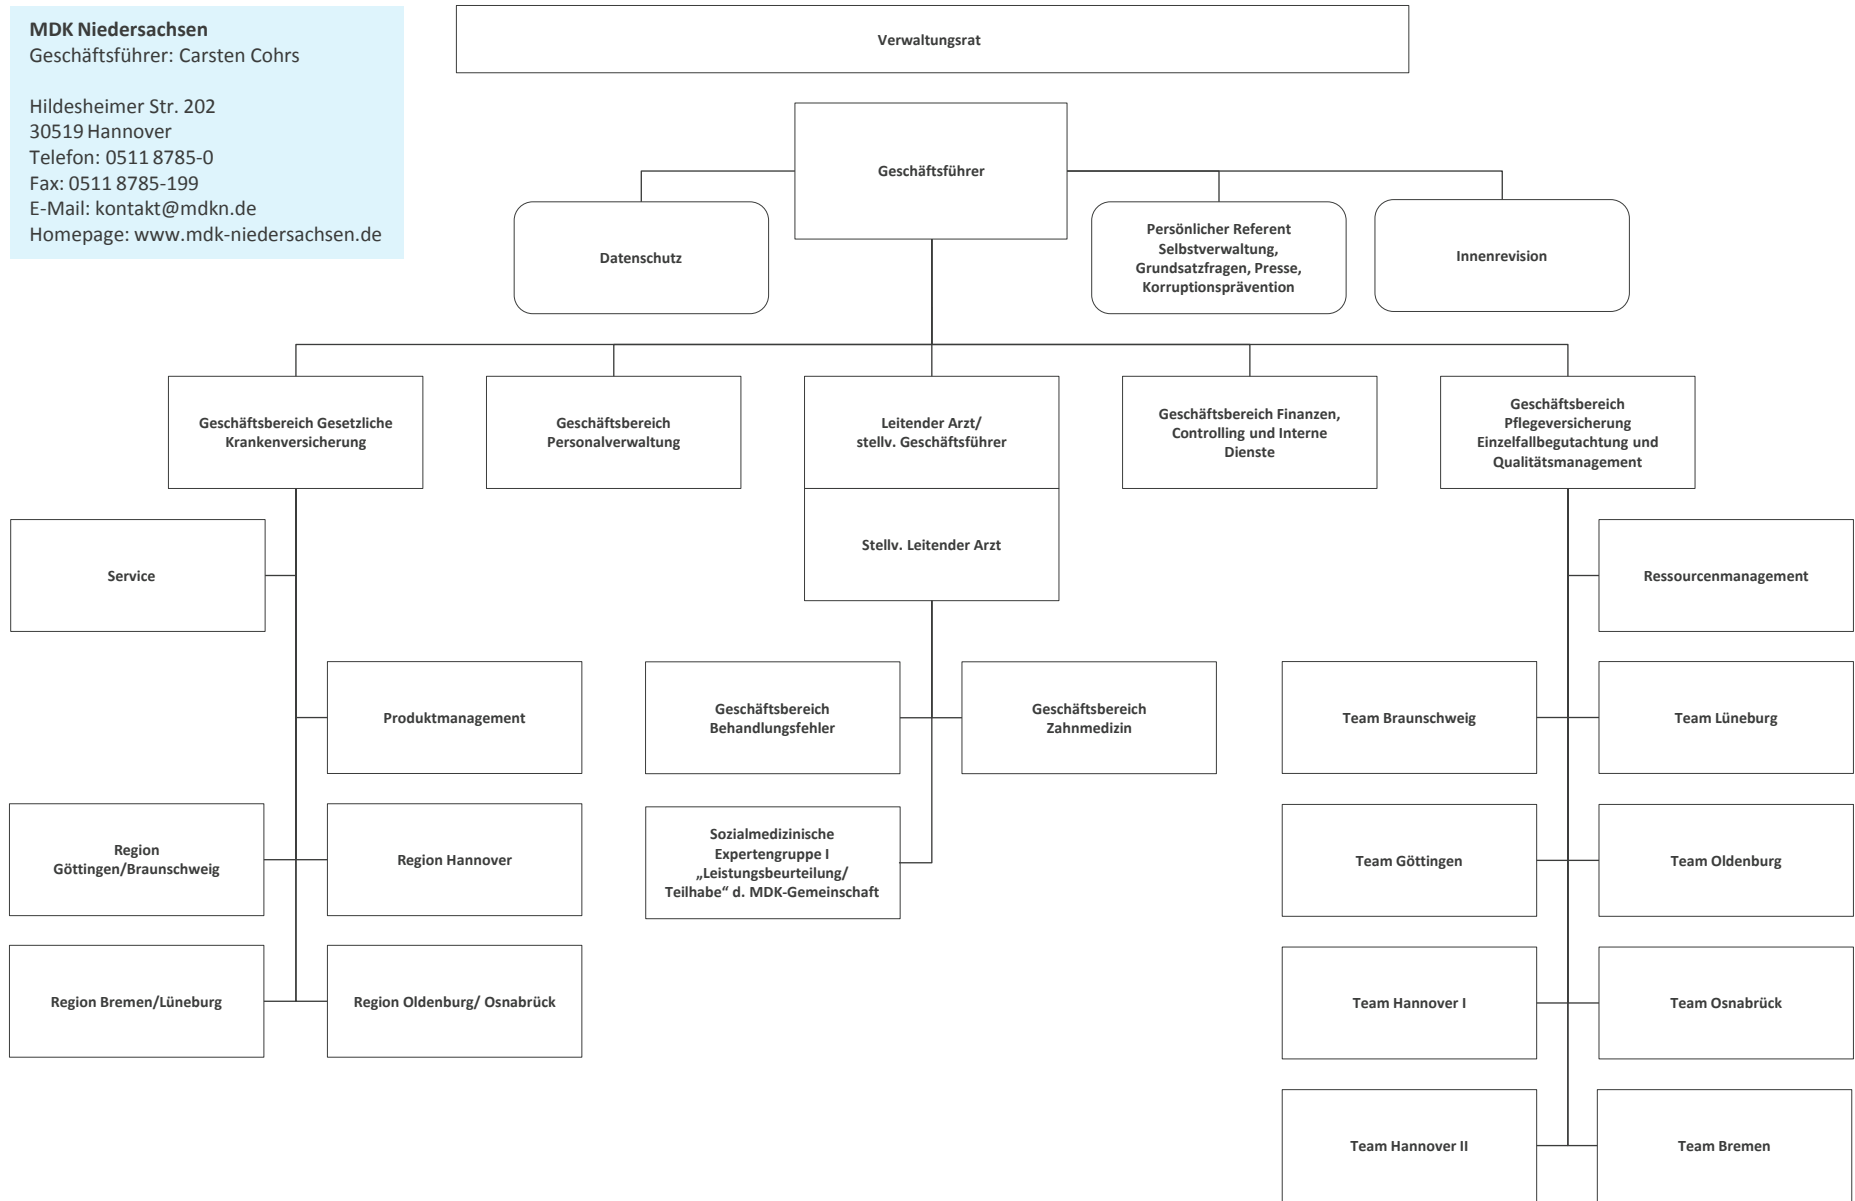 MDK Niedersachsen
Geschäftsführer: Carsten Cohrs
Hildesheimer Str. 202
30519 Hannover
Telefon: 0511 8785-0
Fax: 0511 8785-199
E-Mail: kontakt@mdkn.de
Homepage: www.mdk-niedersachsen.de
Verwaltungsrat
Geschäftsführer
Datenschutz
Persönlicher Referent
Selbstverwaltung,
Grundsatzfragen, Presse,
Korruptionsprävention
Innenrevision
Geschäftsbereich Gesetzliche
Krankenversicherung
Geschäftsbereich
Personalverwaltung
Leitender Arzt/
stellv. Geschäftsführer
Geschäftsbereich Finanzen,
Controlling und Interne
Dienste
Geschäftsbereich
Pflegeversicherung
Einzelfallbegutachtung und
Qualitätsmanagement
Stellv. Leitender Arzt
Service
Ressourcenmanagement
Produktmanagement
Geschäftsbereich
Behandlungsfehler
Geschäftsbereich
Zahnmedizin
Team Braunschweig
Team Lüneburg
Region
Göttingen/Braunschweig
Region Hannover
Sozialmedizinische
Expertengruppe I
„Leistungsbeurteilung/
Teilhabe“ d. MDK-Gemeinschaft
Team Göttingen
Team Oldenburg
Region Bremen/Lüneburg
Region Oldenburg/ Osnabrück
Team Hannover I
Team Osnabrück
Team Hannover II
Team Bremen